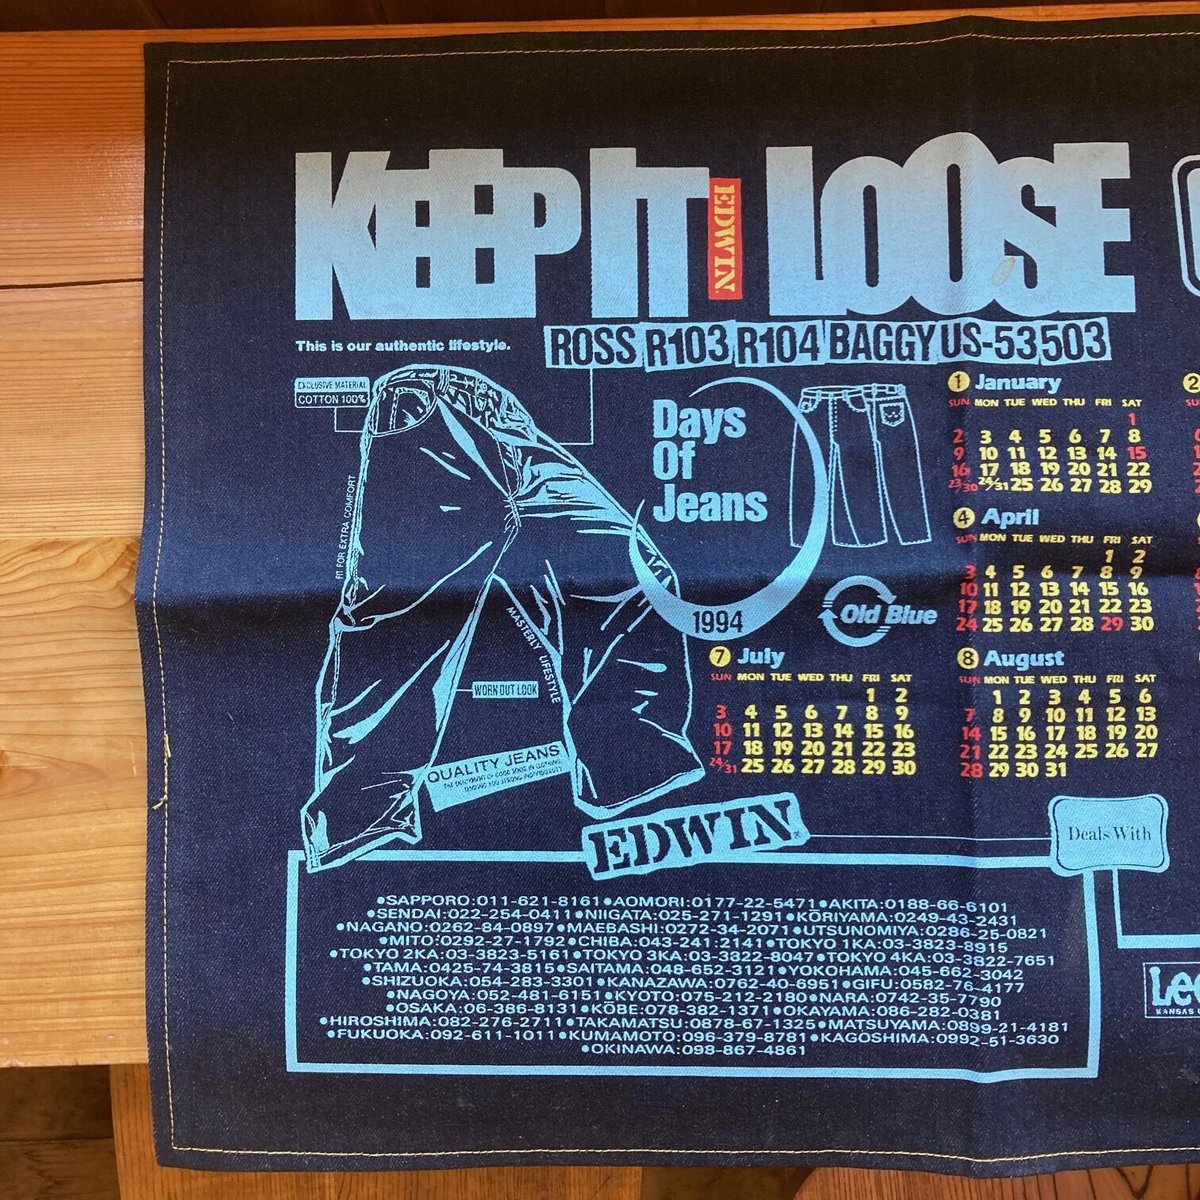 KEEP IT LOOSE
EDWIN
This is our authentic lifestyle.
ROSS R103 R104 BAGGY US-53 503
EXCLUSIVE MATERIAL
COTTON 100%
FOR EXTRA COMFORT
Days
Of
Jeans
1994
Old Blue
MASTERLY LIFESTYLE
WORN OUT LOOK
QUALITY JEANS
1 January
SUN MON TUE WED THU FRI SAT
1
2 3 4 5 6 7 8
9 10 11 12 13 14 15
16 17 18 19 20 21 22
23/30 24/31 25 26 27 28 29
2
4 April
SUN MON TUE WED THU FRI SAT
1 2
3 4 5 6 7 8 9
10 11 12 13 14 15 16
17 18 19 20 21 22 23
24 25 26 27 28 29 30
7 July
SUN MON TUE WED THU FRI SAT
1 2
3 4 5 6 7 8 9
10 11 12 13 14 15 16
17 18 19 20 21 22 23
24/31 25 26 27 28 29 30
8 August
SUN MON TUE WED THU FRI SAT
1 2 3 4 5 6
7 8 9 10 11 12 13
14 15 16 17 18 19 20
21 22 23 24 25 26 27
28 29 30 31
EDWIN®
Deals With
●SAPPORO:011-621-8161●AOMORI:0177-22-5471●AKITA:0188-66-6101
●SENDAI:022-254-0411●NIIGATA:025-271-1291●KŌRIYAMA:0249-43-2431
●NAGANO:0262-84-0897●MAEBASHI:0272-34-2071●UTSUNOMIYA:0286-25-0821
●MITO:0292-27-1792●CHIBA:043-241-2141●TOKYO 1KA:03-3823-8915
●TOKYO 2KA:03-3823-5161●TOKYO 3KA:03-3822-8047●TOKYO 4KA:03-3822-7651
●TAMA:0425-74-3815●SAITAMA:048-652-3121●YOKOHAMA:045-662-3042
●SHIZUOKA:054-283-3301●KANAZAWA:0762-40-6951●GIFU:0582-76-4177
●NAGOYA:052-481-6151●KYOTO:075-212-2180●NARA:0742-35-7790
●OSAKA:06-386-8131●KŌBE:078-382-1371●OKAYAMA:086-282-0381
●HIROSHIMA:082-276-2711●TAKAMATSU:0878-67-1325●MATSUYAMA:0899-21-4181
●FUKUOKA:092-611-1011●KUMAMOTO:096-379-8781●KAGOSHIMA:0992-51-3630
●OKINAWA:098-867-4861
Lee
KANSAS